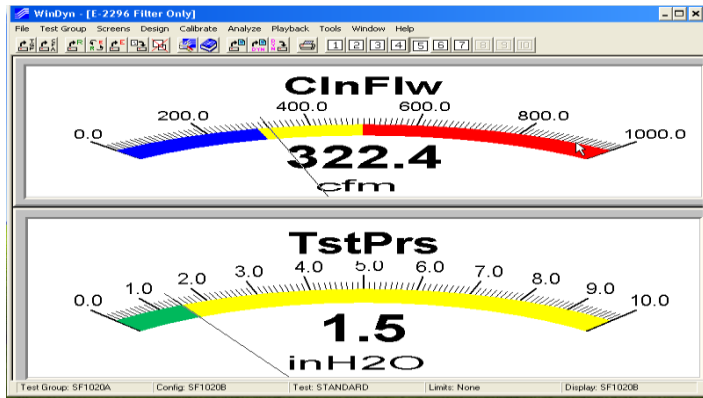 WinDyn - [E-2296 Filter Only]
File Test Group Screens Design Calibrate Analyze Playback Tools Window Help
1 2 3 4 5 6 7 8 9 10
ClnFlw
0.0 200.0 400.0 600.0 800.0 1000.0
322.4
cfm
TstPrs
0.0 1.0 2.0 3.0 4.0 5.0 6.0 7.0 8.0 9.0 10.0
1.5
inH2O
Test Group: SF1020A Config: SF1020B Test: STANDARD Limits: None Display: SF1020B